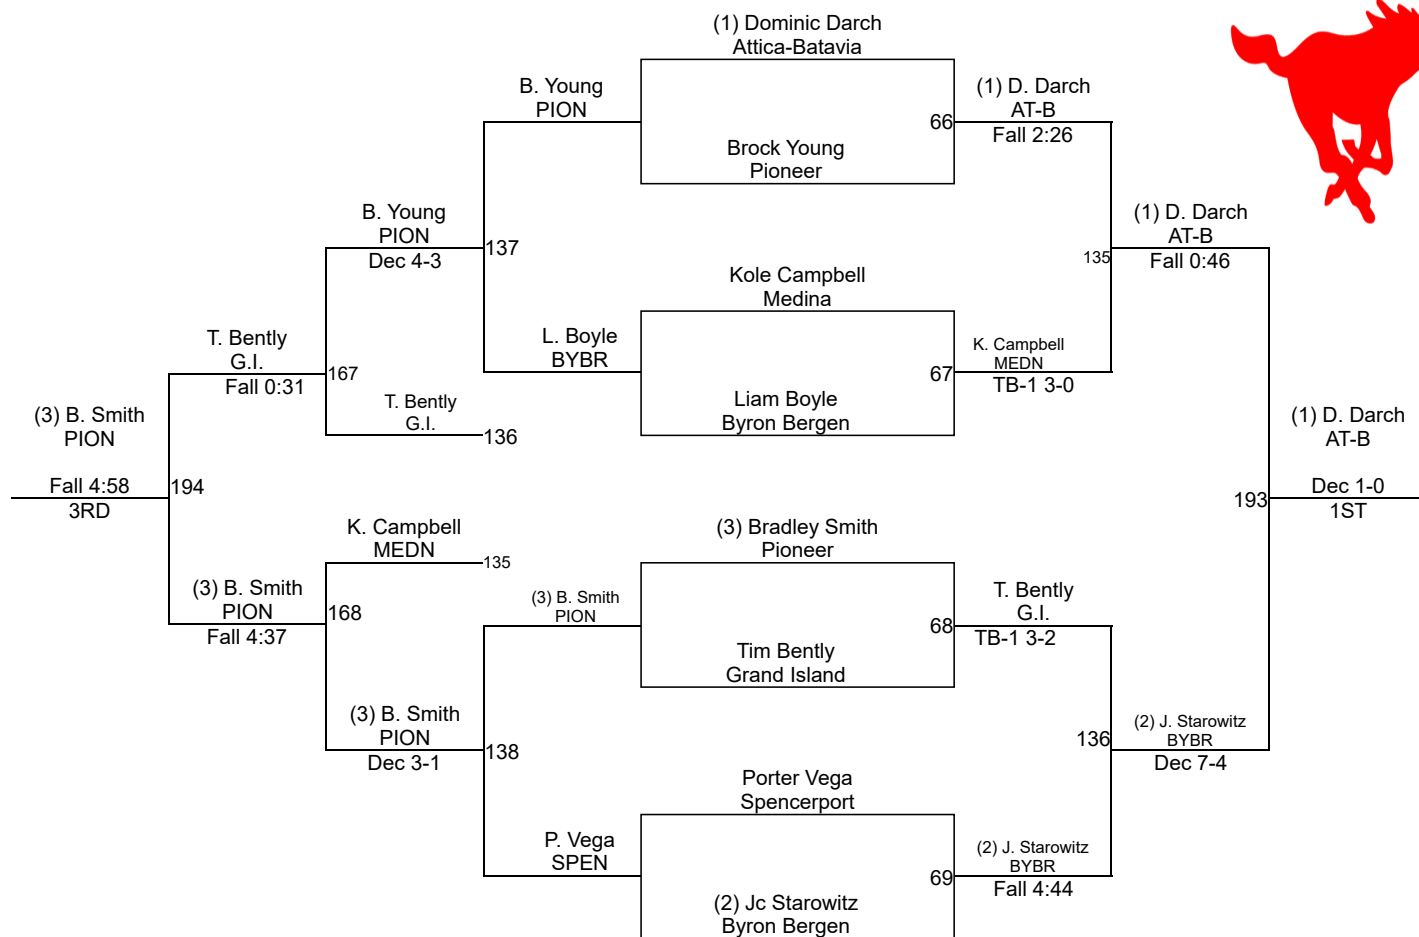 (1) Dominic Darch
Attica-Batavia
B. Young
PION
(1) D. Darch
AT-B
66
Fall 2:26
Brock Young
Pioneer
B. Young
PION
Dec 4-3
137
(1) D. Darch
AT-B
Fall 0:46
135
Kole Campbell
Medina
T. Bently
G.I.
Fall 0:31
167
L. Boyle
BYBR
K. Campbell
MEDN
67
TB-1 3-0
Liam Boyle
Byron Bergen
T. Bently
G.I.
136
(3) B. Smith
PION
Fall 4:58
3RD
194
(1) D. Darch
AT-B
193
Dec 1-0
1ST
K. Campbell
MEDN
135
(3) Bradley Smith
Pioneer
(3) B. Smith
PION
Fall 4:37
168
(3) B. Smith
PION
T. Bently
G.I.
68
TB-1 3-2
Tim Bently
Grand Island
(3) B. Smith
PION
Dec 3-1
138
136
(2) J. Starowitz
BYBR
Dec 7-4
Porter Vega
Spencerport
P. Vega
SPEN
(2) J. Starowitz
BYBR
69
Fall 4:44
(2) Jc Starowitz
Byron Bergen